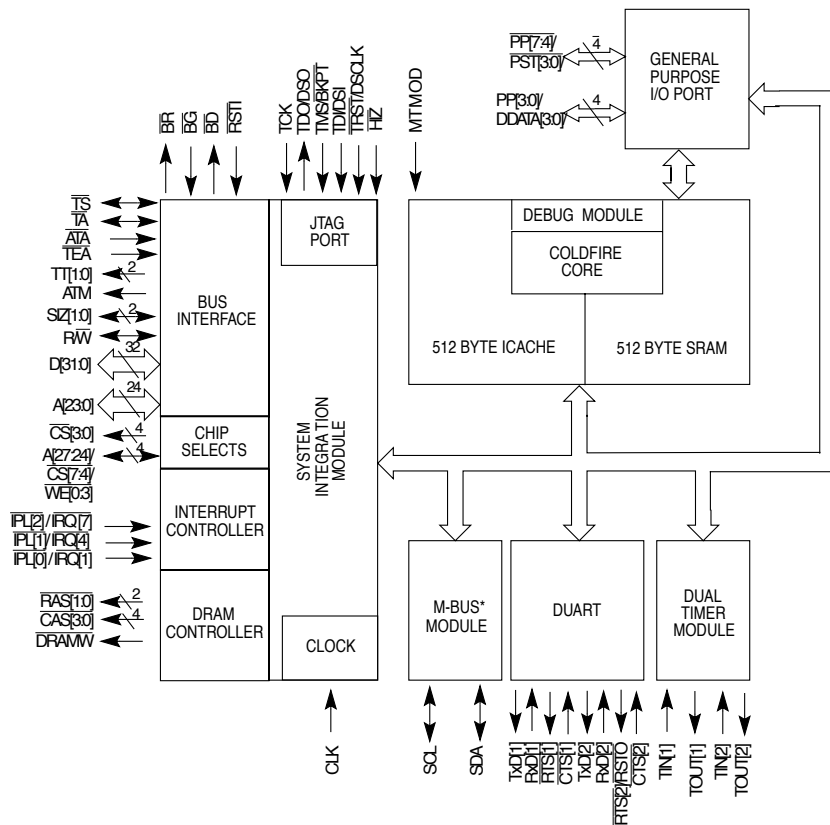 PP[7:4]/
PST[3:0]/
4
PP[3:0]/
DDATA[3:0]/
4
GENERAL
PURPOSE
I/O PORT
BR
BG
BD
RSTI
TCK
TDO/DSO
TMS/BKPT
TDI/DSI
TRST/DSCLK
HIZ
MTMOD
TS
TA
ATA
TEA
TT[1:0]
2
ATM
SIZ[1:0]
2
R/W
D[31:0]
32
A[23:0]
24
CS[3:0]
4
A[27:24]/
4
CS[7:4]/
WE[0:3]
IPL[2]/IRQ[7]
IPL[1]/IRQ[4]
IPL[0]/IRQ[1]
RAS[1:0]
2
CAS[3:0]
4
DRAMW
BUS
INTERFACE
CHIP
SELECTS
INTERRUPT
CONTROLLER
DRAM
CONTROLLER
JTAG
PORT
SYSTEM
INTEGRATION
MODULE
CLOCK
CLK
DEBUG MODULE
COLDFIRE
CORE
512 BYTE ICACHE
512 BYTE SRAM
M-BUS*
MODULE
DUART
DUAL
TIMER
MODULE
SCL
SDA
TxD[1]
RxD[1]
RTS[1]
CTS[1]
TxD[2]
RxD[2]
RTS[2]/RSTO
CTS[2]
TIN[1]
TOUT[1]
TIN[2]
TOUT[2]